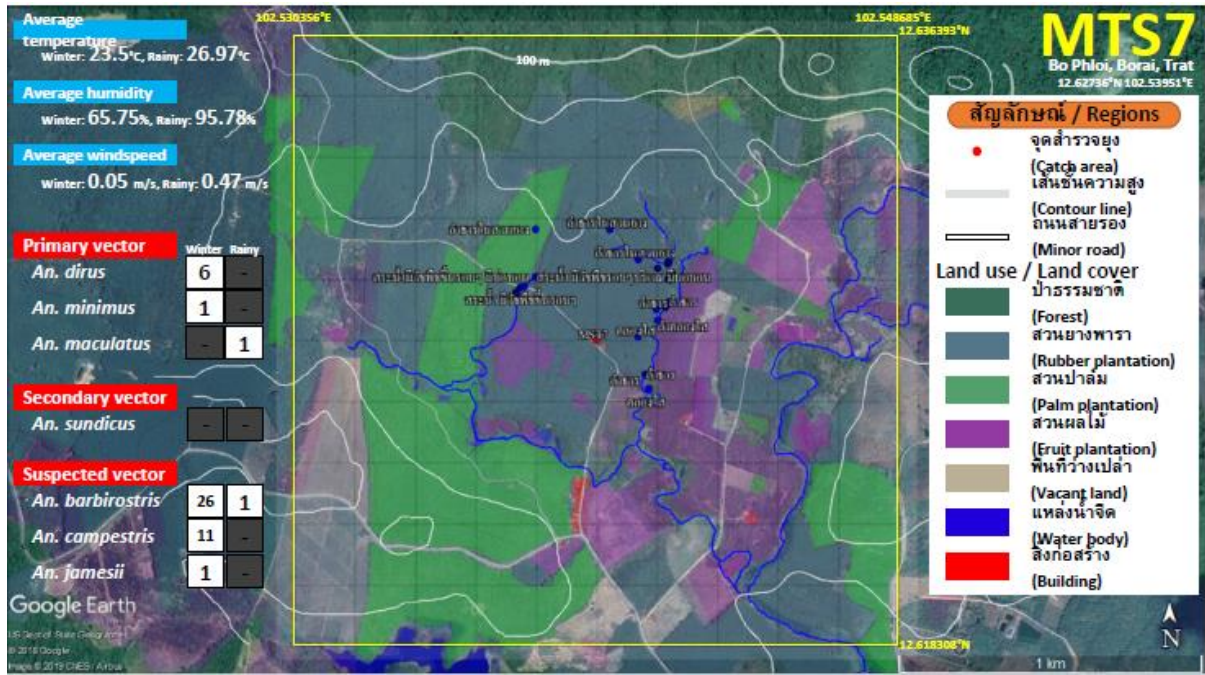 Average
temperature
Winter: 23.5°C, Rainy: 26.97°C
Average humidity
Winter: 65.75%, Rainy: 95.78%
Average windspeed
Winter: 0.05 m/s, Rainy: 0.47 m/s
Primary vector
Winter Rainy
An. dirus 6 -
An. minimus 1 -
An. maculatus - 1
Secondary vector
An. sundicus - -
Suspected vector
An. barbirostris 26 1
An. campestris 11 -
An. jamesii 1 -
Google Earth
© 2018 Google
102.530356°E
102.548685°E
12.636393°N
100 m
12.618308°N
MTS7
Bo Phloi, Borai, Trat
12.62736°N 102.53951°E
สัญลักษณ์ / Regions
จุดสำรวจยุง
(Catch area)
เส้นชั้นความสูง
(Contour line)
ถนนสายรอง
(Minor road)
Land use / Land cover
ป่าธรรมชาติ
(Forest)
สวนยางพารา
(Rubber plantation)
สวนปาล์ม
(Palm plantation)
สวนผลไม้
(Fruit plantation)
พื้นที่ว่างเปล่า
(Vacant land)
แหล่งน้ำจืด
(Water body)
สิ่งก่อสร้าง
(Building)
N
1 km